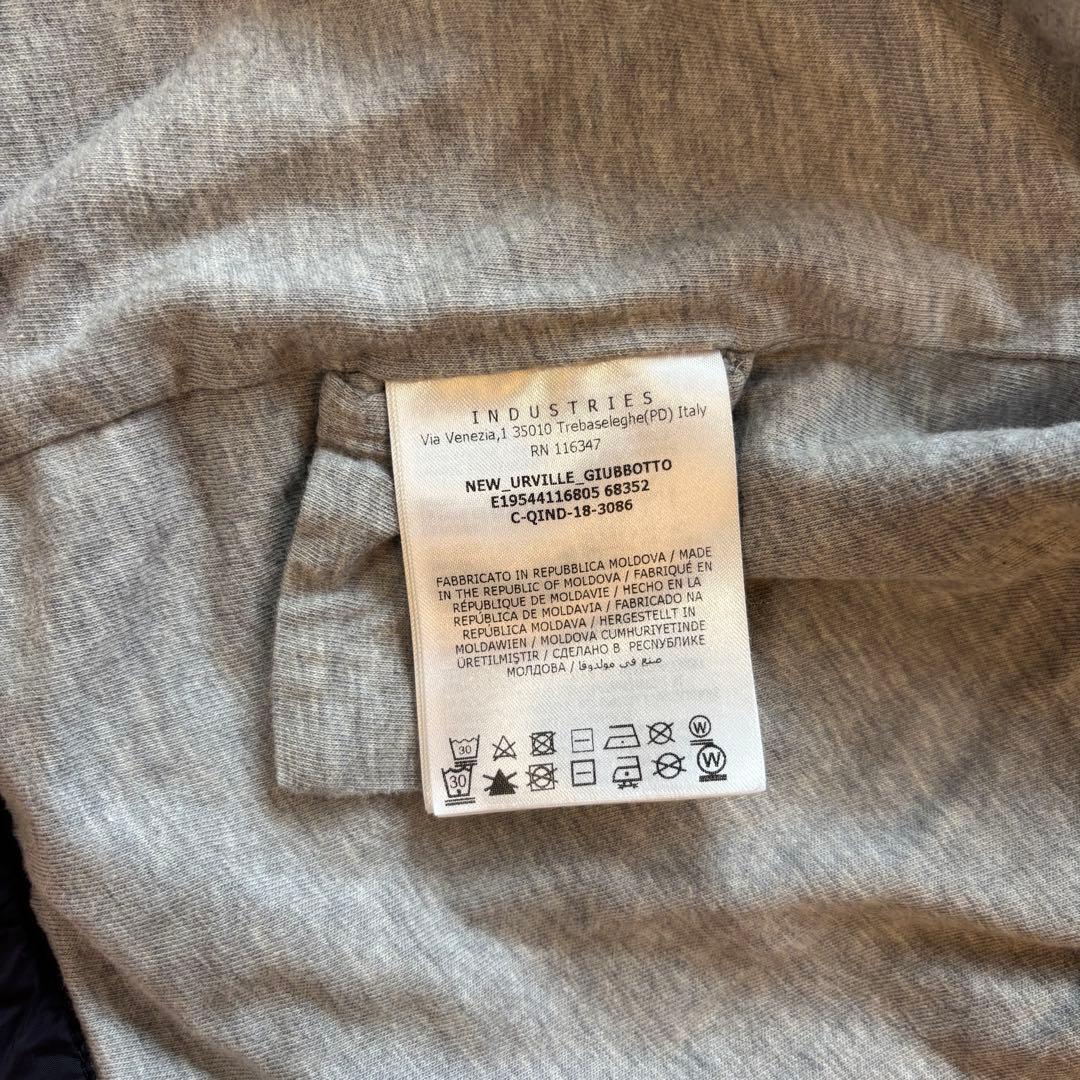 INDUSTRIES
Via Venezia,1 35010 Trebaseleghe(PD) Italy
RN 116347
NEW_URVILLE_GIUBBOTTO
E19544116805 68352
C-QIND-18-3086
FABBRICATO IN REPUBBLICA MOLDOVA / MADE
IN THE REPUBLIC OF MOLDOVA / FABRIQUÉ EN
RÉPUBLIQUE DE MOLDAVIE / HECHO EN LA
REPÚBLICA DE MOLDAVIA / FABRICADO NA
REPÚBLICA MOLDAVA / HERGESTELLT IN
MOLDAWIEN / MOLDOVA CUMHURIYETINDE
ÜRETILMIŞTIR / СДЕЛАНО В РЕСПУБЛИКЕ
МОЛДОВА / صنع في مولدوفا
30 W
30 W